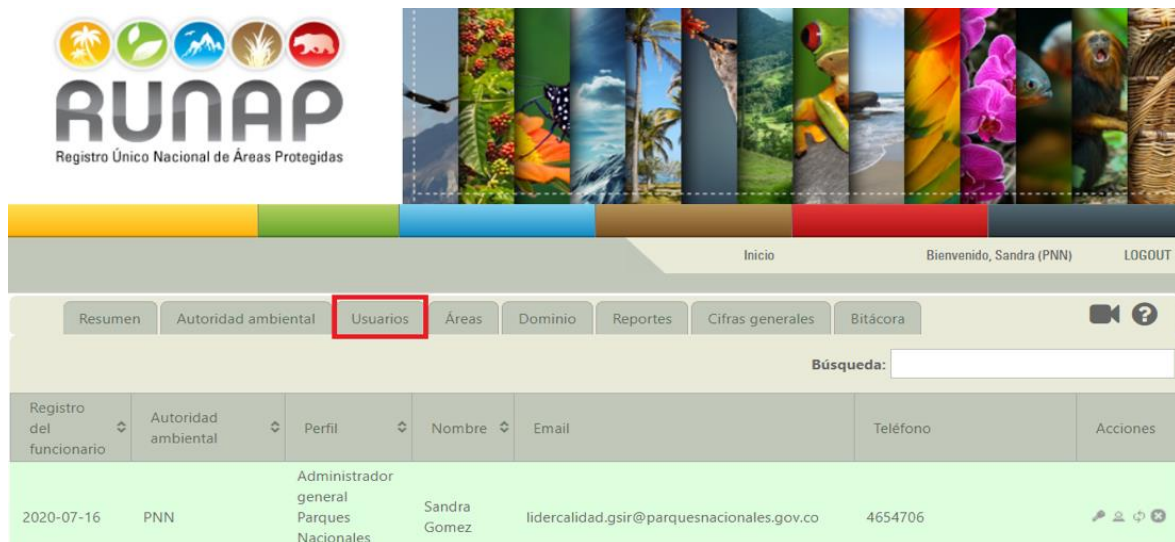 RUNAP
Registro Único Nacional de Áreas Protegidas
Inicio Bienvenido, Sandra (PNN) LOGOUT
Resumen Autoridad ambiental Usuarios Áreas Dominio Reportes Cifras generales Bitácora ?
Búsqueda:
Registro
del
funcionario
Autoridad
ambiental
Perfil
Nombre
Email
Teléfono
Acciones
2020-07-16
PNN
Administrador
general
Parques
Nacionales
Sandra
Gomez
lidercalidad.gsir@parquesnacionales.gov.co
4654706